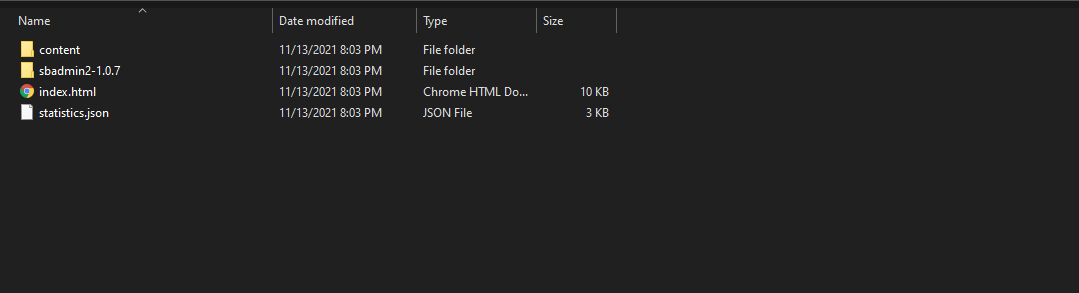 Name Date modified Type Size
content 11/13/2021 8:03 PM File folder
sbadmin2-1.0.7 11/13/2021 8:03 PM File folder
index.html 11/13/2021 8:03 PM Chrome HTML Do... 10 KB
statistics.json 11/13/2021 8:03 PM JSON File 3 KB